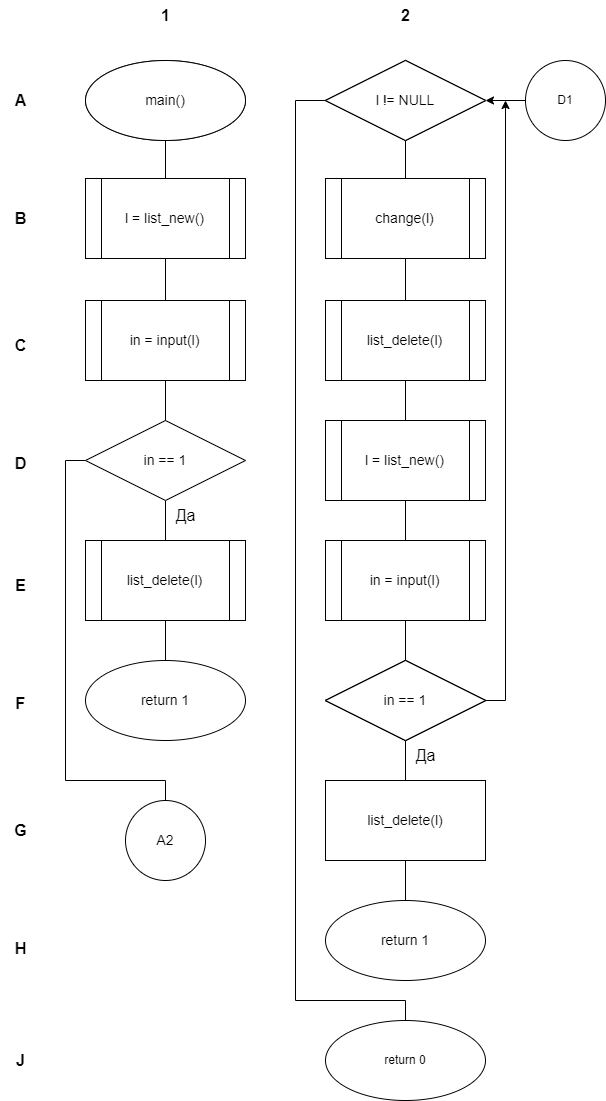 1
2
A
main()
l != NULL
D1
B
l = list_new()
change(l)
C
in = input(l)
list_delete(l)
D
in == 1
l = list_new()
Да
E
list_delete(l)
in = input(l)
F
return 1
in == 1
Да
G
A2
list_delete(l)
H
return 1
J
return 0